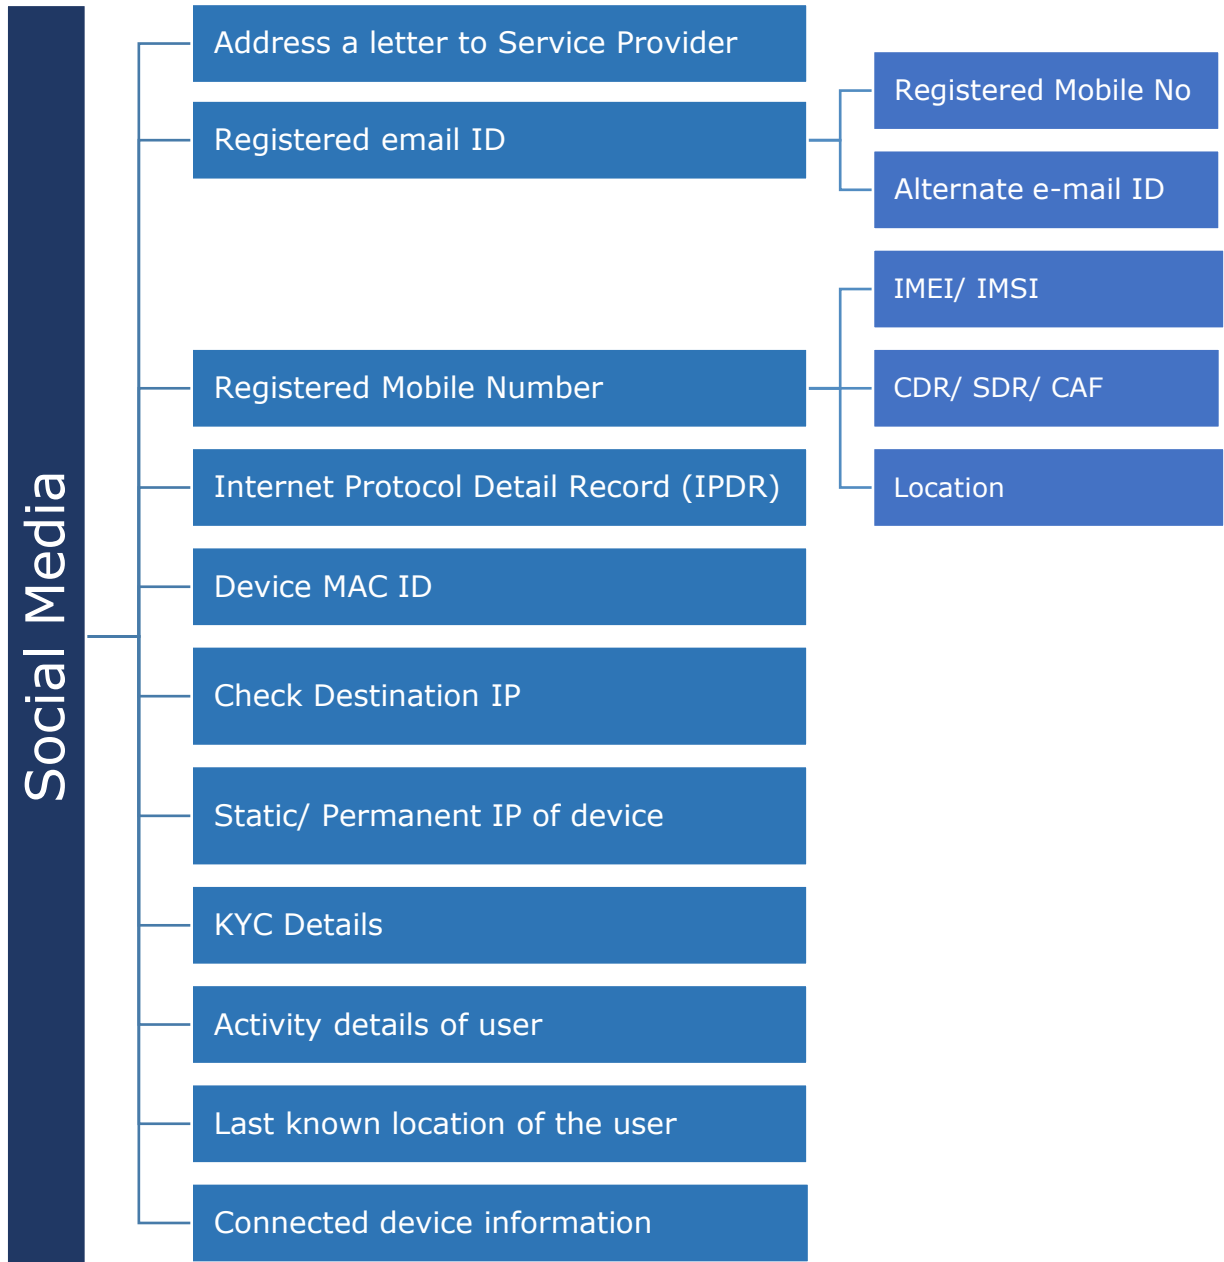 Social Media
Address a letter to Service Provider
Registered email ID
Registered Mobile No
Alternate e-mail ID
Registered Mobile Number
IMEI/ IMSI
CDR/ SDR/ CAF
Location
Internet Protocol Detail Record (IPDR)
Device MAC ID
Check Destination IP
Static/ Permanent IP of device
KYC Details
Activity details of user
Last known location of the user
Connected device information